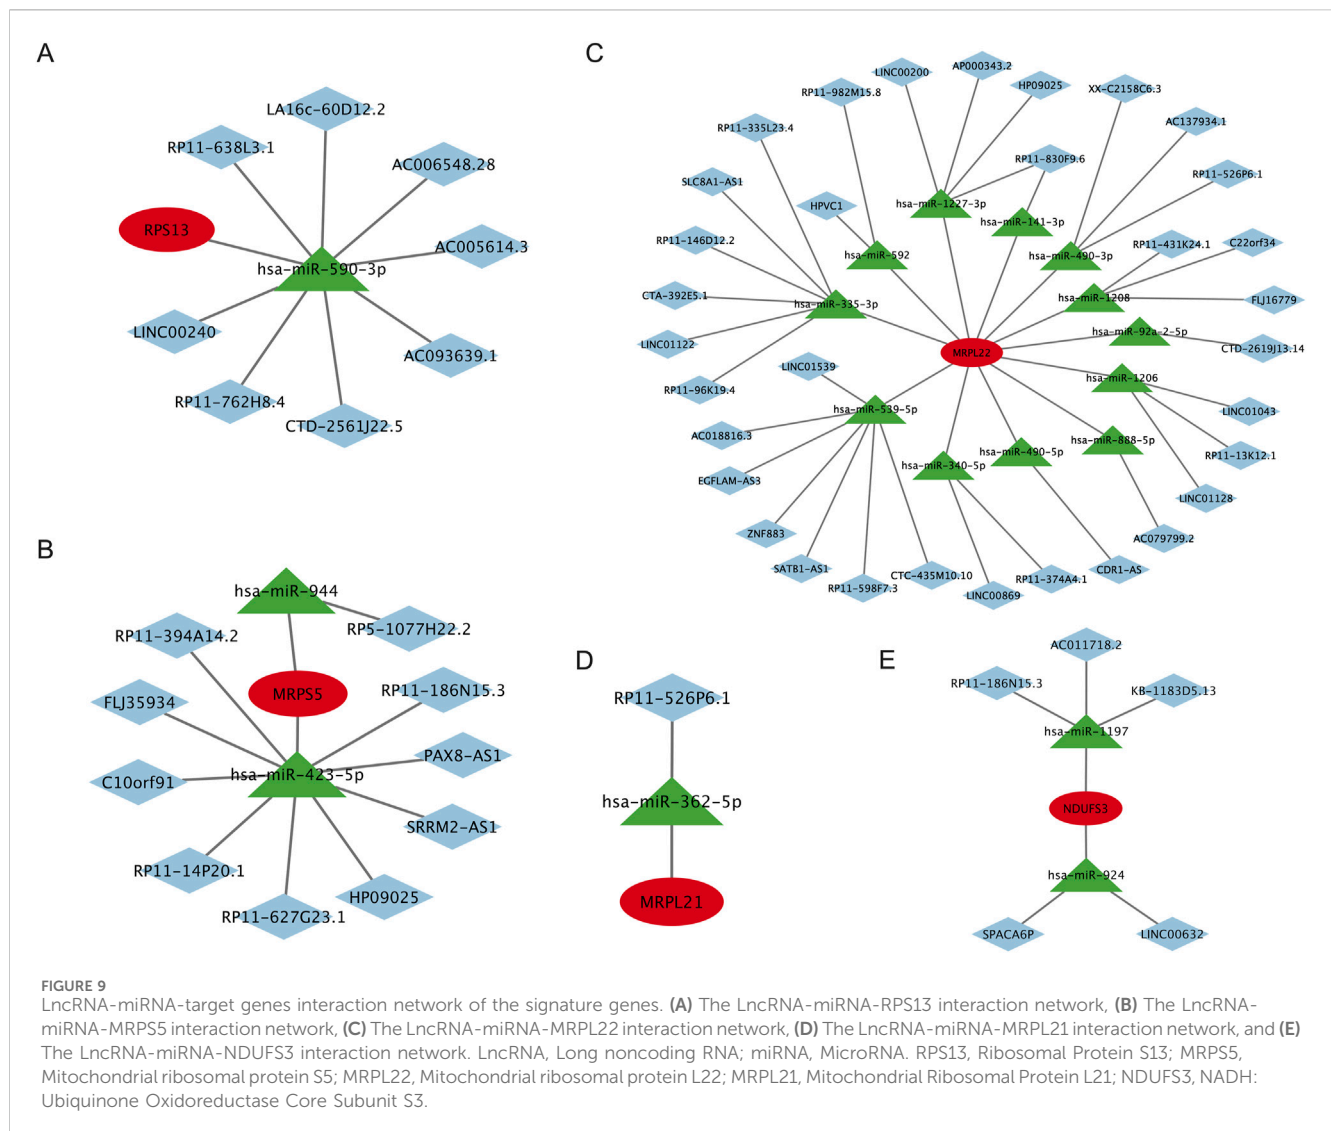 A
LA16c-60D12.2
RP11-638L3.1
AC006548.28
RPS13
AC005614.3
hsa-miR-590-3p
LINC00240
AC093639.1
RP11-762H8.4
CTD-2561J22.5
B
hsa-miR-944
RP11-394A14.2
RP5-1077H22.2
MRPS5
RP11-186N15.3
FLJ35934
PAX8-AS1
hsa-miR-423-5p
C10orf91
SRRM2-AS1
RP11-14P20.1
HP09025
RP11-627G23.1
C
AP000343.2
LINC00200
HP09025
XX-C2158C6.3
RP11-982M15.8
AC137934.1
RP11-335L23.4
RP11-830F9.6
RP11-526P6.1
SLC8A1-AS1
hsa-miR-1227-3p
HPVC1
hsa-miR-141-3p
RP11-146D12.2
RP11-431K24.1
C22orf34
hsa-miR-592
hsa-miR-490-3p
CTA-392E5.1
hsa-miR-335-3p
hsa-miR-1208
FLJ16779
hsa-miR-92a-2-5p
LINC01122
MRPL22
CTD-2619J13.14
LINC01539
hsa-miR-1206
RP11-96K19.4
hsa-miR-539-5p
LINC01043
AC018816.3
hsa-miR-888-5p
hsa-miR-490-5p
RP11-13K12.1
hsa-miR-340-5p
EGFLAM-AS3
LINC01128
ZNF883
AC079799.2
SATB1-AS1
CDR1-AS
CTC-435M10.10
RP11-374A4.1
RP11-598F7.3
LINC00869
D
RP11-526P6.1
hsa-miR-362-5p
MRPL21
E
AC011718.2
RP11-186N15.3
KB-1183D5.13
hsa-miR-1197
NDUFS3
hsa-miR-924
SPACA6P
LINC00632
FIGURE 9
LncRNA-miRNA-target genes interaction network of the signature genes. (A) The LncRNA-miRNA-RPS13 interaction network, (B) The LncRNA-
miRNA-MRPS5 interaction network, (C) The LncRNA-miRNA-MRPL22 interaction network, (D) The LncRNA-miRNA-MRPL21 interaction network, and (E)
The LncRNA-miRNA-NDUFS3 interaction network. LncRNA, Long noncoding RNA; miRNA, MicroRNA. RPS13, Ribosomal Protein S13; MRPS5,
Mitochondrial ribosomal protein S5; MRPL22, Mitochondrial ribosomal protein L22; MRPL21, Mitochondrial Ribosomal Protein L21; NDUFS3, NADH:
Ubiquinone Oxidoreductase Core Subunit S3.